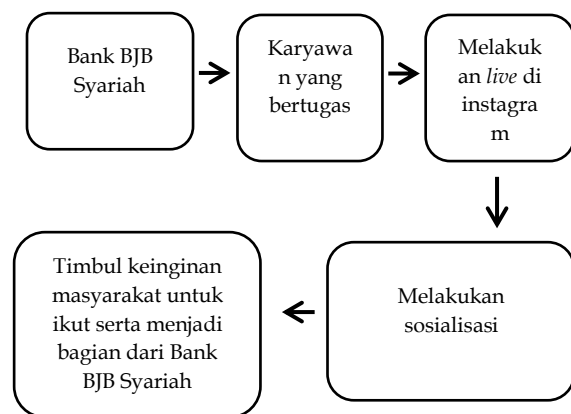 Bank BJB
Syariah
Karyawa
n yang
bertugas
Melakuk
an live di
instagra
m
Melakukan
sosialisasi
Timbul keinginan
masyarakat untuk
ikut serta menjadi
bagian dari Bank
BJB Syariah